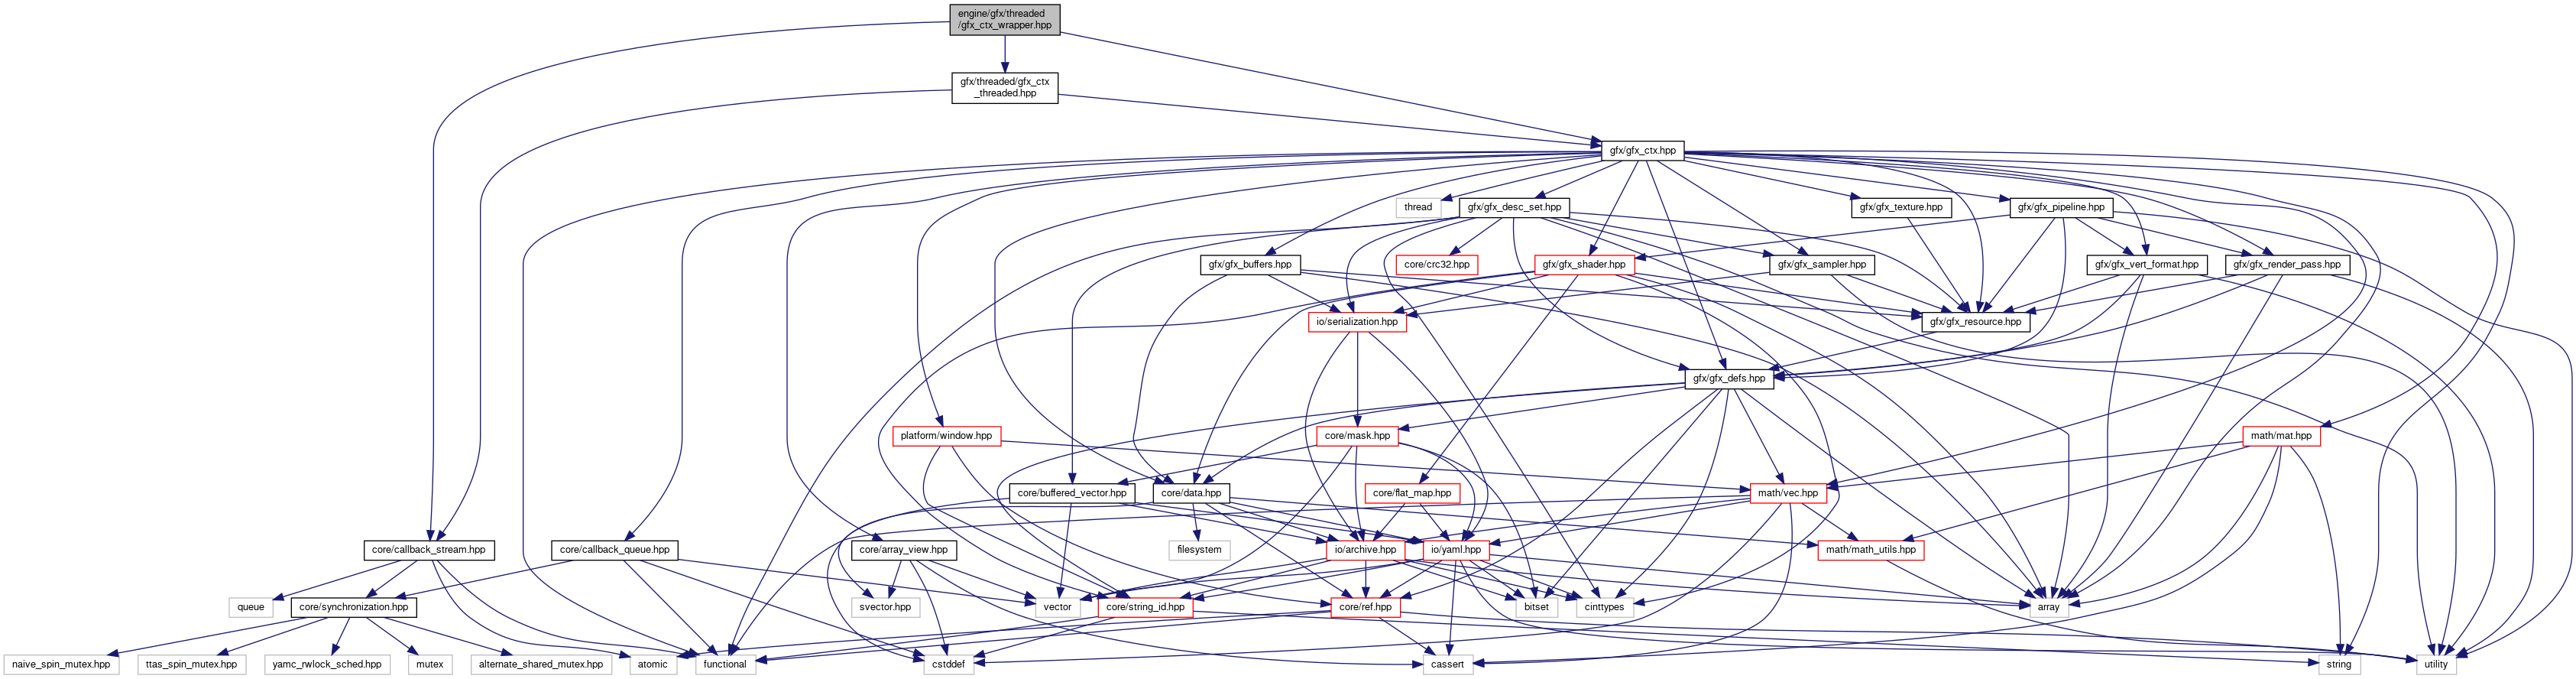 engine/gfx/threaded
/gfx_ctx_wrapper.hpp
gfx/threaded/gfx_ctx
_threaded.hpp
gfx/gfx_ctx.hpp
thread
gfx/gfx_desc_set.hpp
gfx/gfx_texture.hpp
gfx/gfx_pipeline.hpp
gfx/gfx_buffers.hpp
core/crc32.hpp
gfx/gfx_shader.hpp
gfx/gfx_sampler.hpp
gfx/gfx_vert_format.hpp
gfx/gfx_render_pass.hpp
io/serialization.hpp
gfx/gfx_resource.hpp
gfx/gfx_defs.hpp
platform/window.hpp
core/mask.hpp
math/mat.hpp
core/buffered_vector.hpp
core/data.hpp
core/flat_map.hpp
math/vec.hpp
core/callback_stream.hpp
core/callback_queue.hpp
core/array_view.hpp
filesystem
io/archive.hpp
io/yaml.hpp
math/math_utils.hpp
queue
core/synchronization.hpp
vector
svector.hpp
core/string_id.hpp
core/ref.hpp
bitset
cinttypes
array
naive_spin_mutex.hpp
ttas_spin_mutex.hpp
yamc_rwlock_sched.hpp
mutex
alternate_shared_mutex.hpp
atomic
functional
cstddef
cassert
string
utility